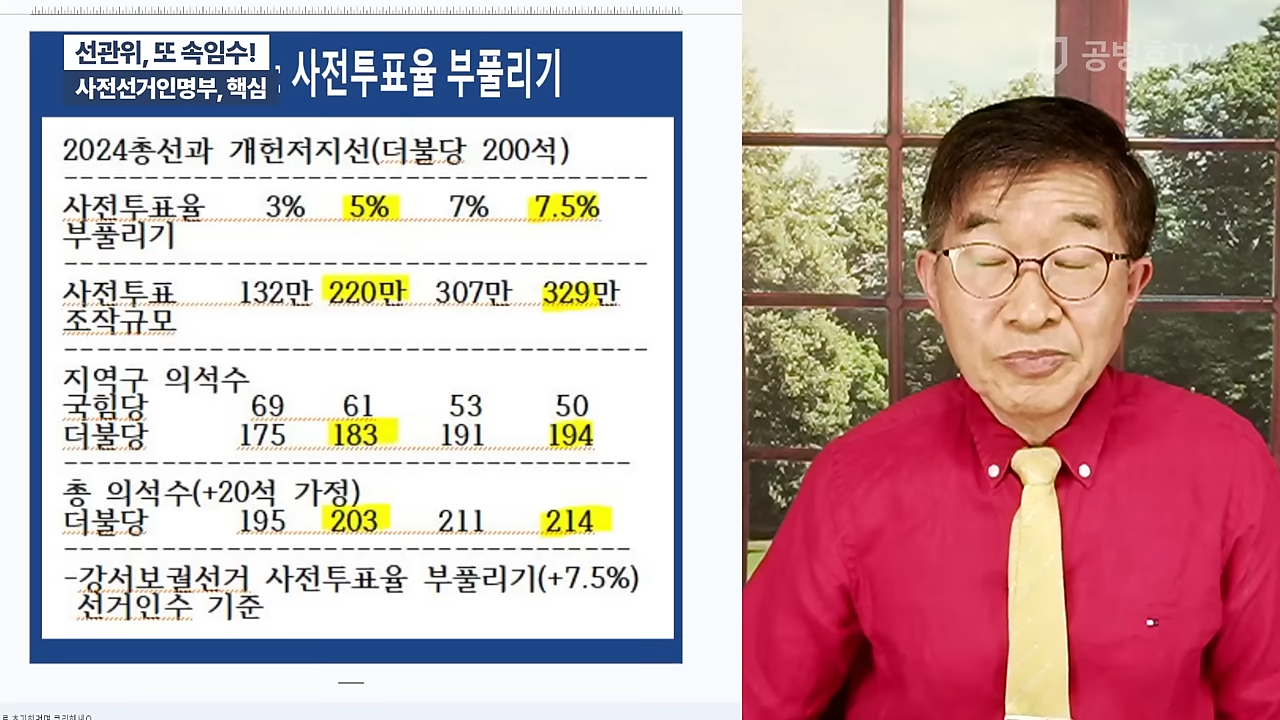 선관위, 또 속임수!
사전선거인명부, 핵심
: 사전투표율 부풀리기
공병호TV
2024총선과 개헌저지선(더불당 200석)
사전투표율 3% 5% 7% 7.5%
부풀리기
사전투표 132만 220만 307만 329만
조작규모
지역구 의석수
국힘당 69 61 53 50
더불당 175 183 191 194
총 의석수(+20석 가정)
더불당 195 203 211 214
-강서보궐선거 사전투표율 부풀리기(+7.5%)
선거인수 기준